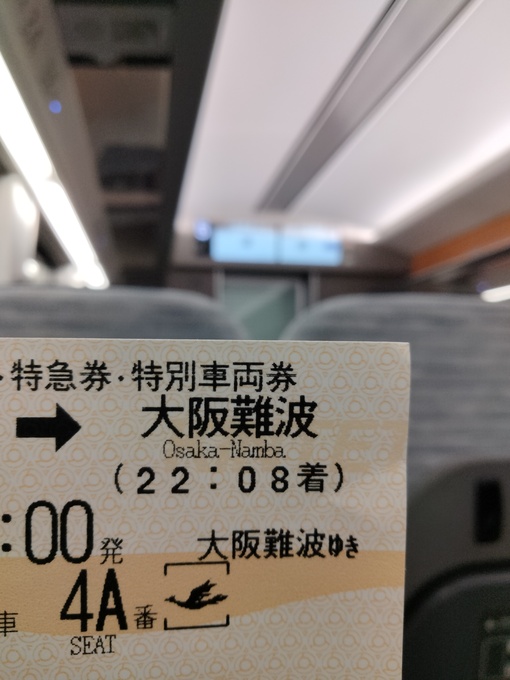 ・特急券・特別車両券
➡ 大阪難波
Osaka-Namba
(22:08着)
:00発 大阪難波ゆき
車 4A番
SEAT